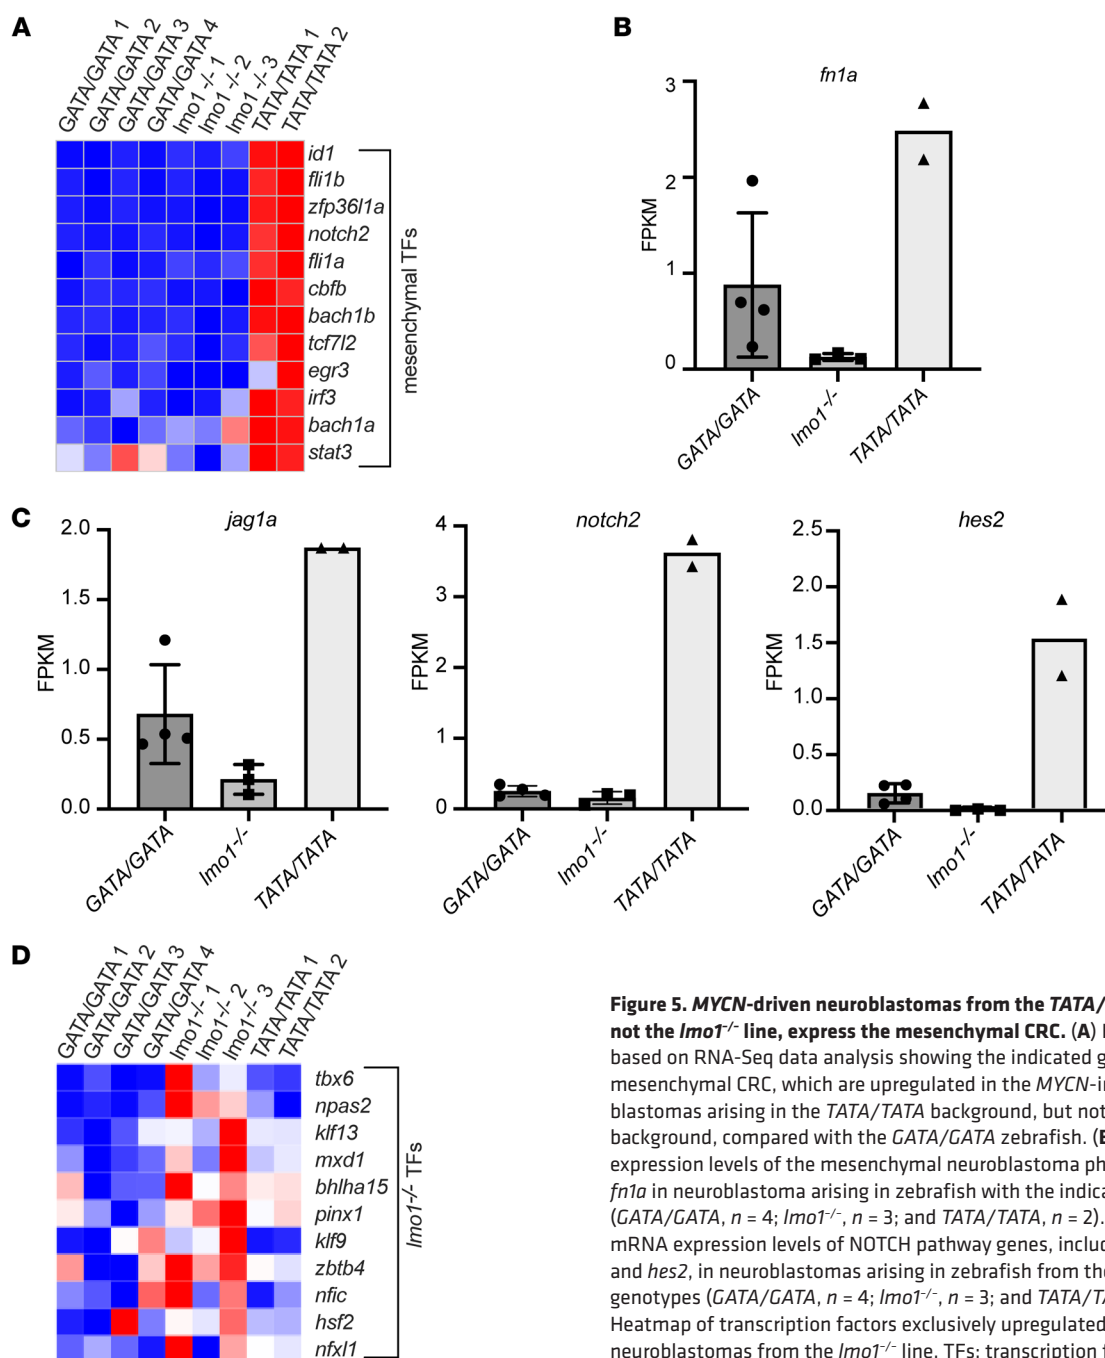 A
GATA/GATA 1
GATA/GATA 2
GATA/GATA 3
GATA/GATA 4
lmo1 -/- 1
lmo1 -/- 2
lmo1 -/- 3
TATA/TATA 1
TATA/TATA 2
id1
fli1b
zfp36l1a
notch2
fli1a
cbfb
bach1b
tcf7l2
egr3
irf3
bach1a
stat3
mesenchymal TFs
B
fn1a
FPKM
3
2
1
0
GATA/GATA
lmo1-/-
TATA/TATA
C
jag1a
FPKM
2.0
1.5
1.0
0.5
0.0
GATA/GATA
lmo1-/-
TATA/TATA
notch2
FPKM
4
3
2
1
0
GATA/GATA
lmo1-/-
TATA/TATA
hes2
FPKM
2.5
2.0
1.5
1.0
0.5
0.0
GATA/GATA
lmo1-/-
TATA/TATA
D
GATA/GATA 1
GATA/GATA 2
GATA/GATA 3
GATA/GATA 4
lmo1-/- 1
lmo1-/- 2
lmo1-/- 3
TATA/TATA 1
TATA/TATA 2
tbx6
npas2
klf13
mxd1
bhlha15
pinx1
klf9
zbtb4
nfic
hsf2
nfxl1
lmo1-/- TFs
Figure 5. MYCN-driven neuroblastomas from the TATA/
not the lmo1-/- line, express the mesenchymal CRC. (A)
based on RNA-Seq data analysis showing the indicated g
mesenchymal CRC, which are upregulated in the MYCN-in
blastomas arising in the TATA/TATA background, but not
background, compared with the GATA/GATA zebrafish. (B
expression levels of the mesenchymal neuroblastoma ph
fn1a in neuroblastoma arising in zebrafish with the indica
(GATA/GATA, n = 4; lmo1-/-, n = 3; and TATA/TATA, n = 2).
mRNA expression levels of NOTCH pathway genes, includ
and hes2, in neuroblastomas arising in zebrafish from the
genotypes (GATA/GATA, n = 4; lmo1-/-, n = 3; and TATA/TA
Heatmap of transcription factors exclusively upregulated
neuroblastomas from the lmo1-/- line. TFs: transcription f